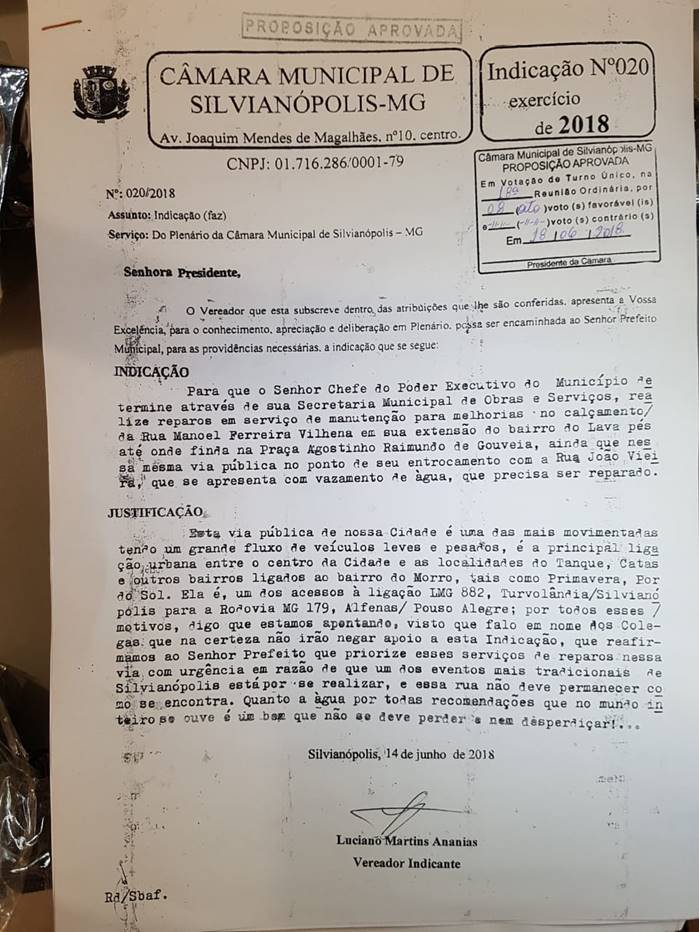 PROPOSIÇÃO APROVADA
CÂMARA MUNICIPAL DE
SILVIANÓPOLIS-MG
Av. Joaquim Mendes de Magalhães, nº10. centro.
CNPJ: 01.716.286/0001-79
Indicação Nº020
exercício
de 2018
Câmara Municipal de Silvianópolis-MG
PROPOSIÇÃO APROVADA
Em Votação de Turno Único, na
18ª Reunião Ordinária, por
08 (oito) voto (s) favorável (is)
e voto (s) contrário (s)
Em 18/06/2018
Presidente da Câmara
Nº: 020/2018
Assunto: Indicação (faz)
Serviço: Do Plenário da Câmara Municipal de Silvianópolis – MG
Senhora Presidente,
O Vereador que esta subscreve dentro das atribuições que lhe são conferidas, apresenta a Vossa
Excelência, para o conhecimento, apreciação e deliberação em Plenário, possa ser encaminhada ao Senhor Prefeito
Municipal, para as providências necessárias, a indicação que se segue:
INDICAÇÃO
Para que o Senhor Chefe do Poder Executivo do Município de
termine através de sua Secretaria Municipal de Obras e Serviços, rea
lize reparos em serviço de manutenção para melhorias no calçamento/
da Rua Manoel Ferreira Vilhena em sua extensão do bairro do Lava pés
até onde finda na Praça Agostinho Raimundo de Gouveia, ainda que nes
sa mesma via pública no ponto de seu entrocamento com a Rua João Viei
ra, que se apresenta com vazamento de água, que precisa ser reparado.
JUSTIFICAÇÃO
Esta via pública de nossa Cidade é uma das mais movimentadas
tendo um grande fluxo de veículos leves e pesados, é a principal liga
ção urbana entre o centro da Cidade e as localidades do Tanque, Catas
e outros bairros ligados ao bairro do Morro, tais como Primavera, Por
do Sol. Ela é, um dos acessos à ligação LMG 882, Turvolândia/Silvianó
polis para a Rodovia MG 179, Alfenas/ Pouso Alegre; por todos esses /
motivos, digo que estamos apontando, visto que falo em nome dos Cole-
gas que na certeza não irão negar apoio a esta Indicação, que reafir-
mamos ao Senhor Prefeito que priorize esses serviços de reparos nessa
via com urgência em razão de que um dos eventos mais tradicionais de
Silvianópolis está por se realizar, e essa rua não deve permanecer co
mo se encontra. Quanto a àgua por todas recomendações que no mundo in
teiro se ouve é um bem que não se deve perder e nem desperdiçar!...
Silvianópolis, 14 de junho de 2018
Luciano Martins Ananias
Vereador Indicante
Rd/Sbaf.